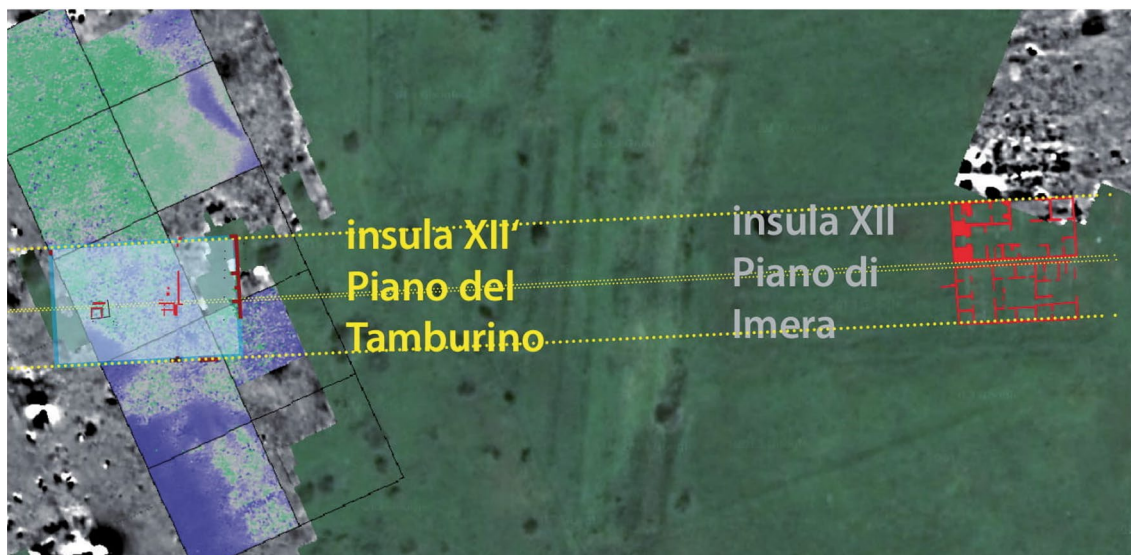 insula XII‘
Piano del
Tamburino
insula XII
Piano di
Imera